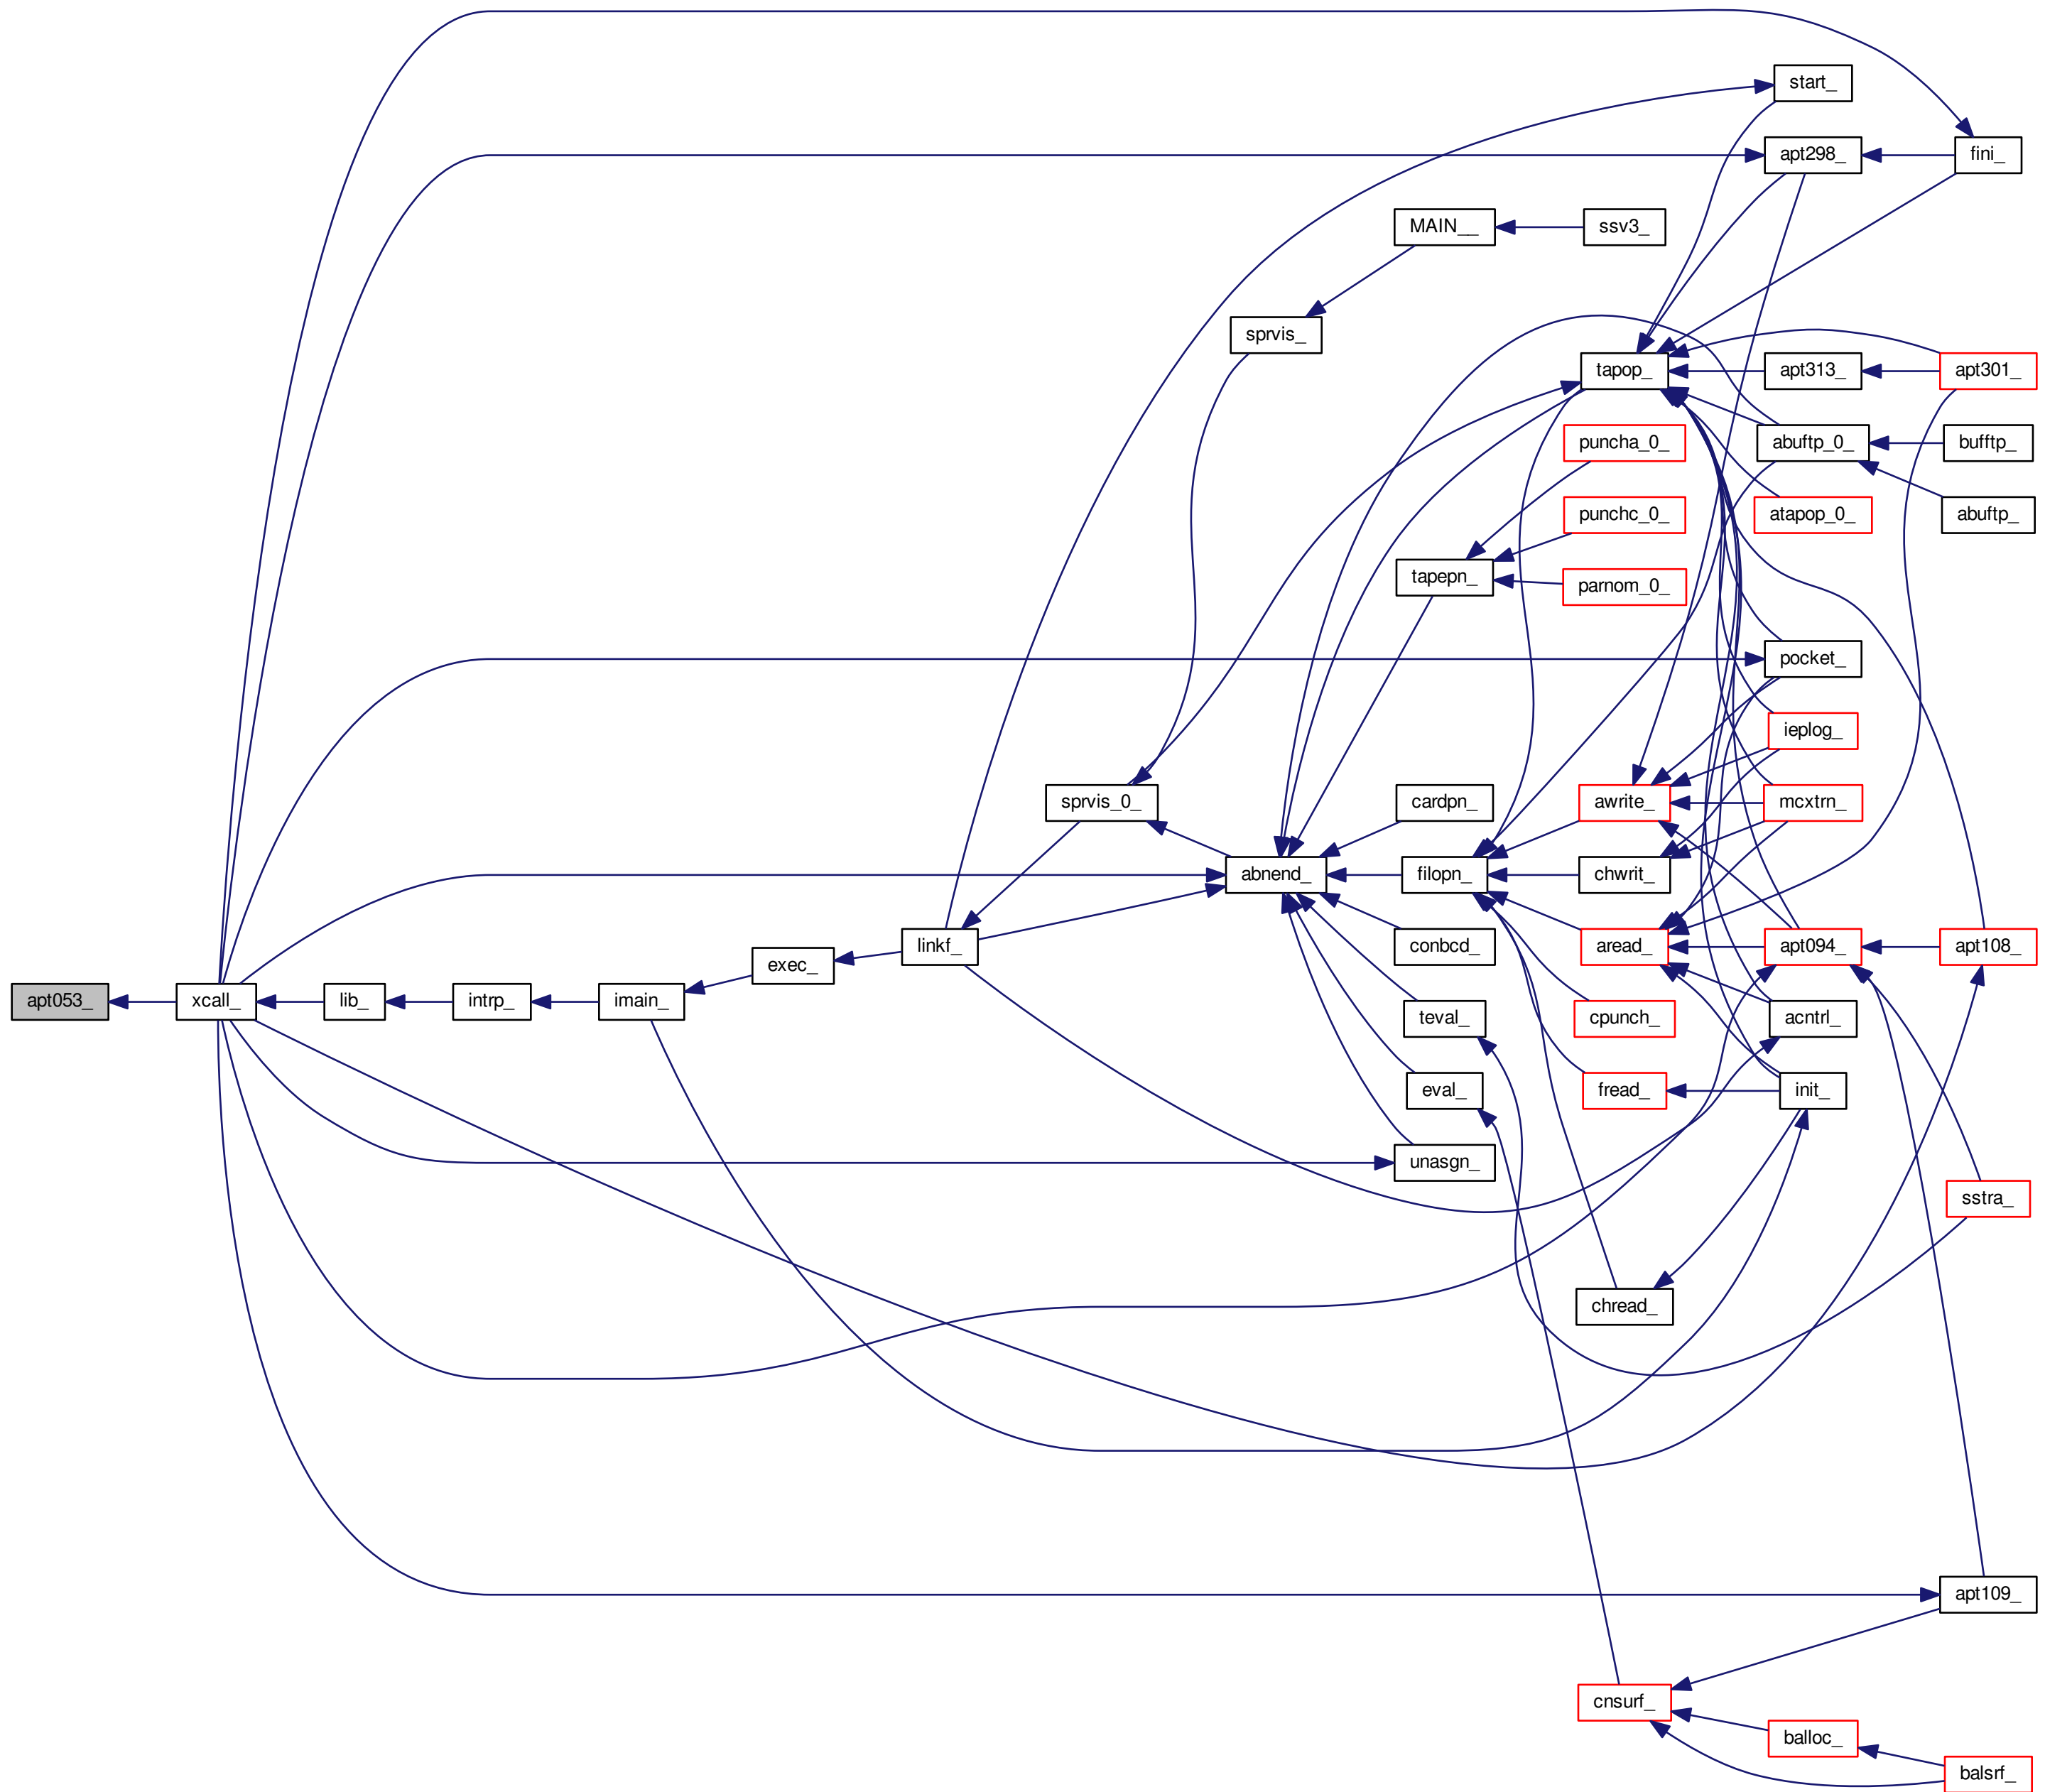 start_
apt298_
fini_
MAIN__
ssv3_
sprvis_
tapop_
apt313_
apt301_
puncha_0_
abuftp_0_
bufftp_
punchc_0_
atapop_0_
abuftp_
tapepn_
parnom_0_
pocket_
ieplog_
sprvis_0_
cardpn_
awrite_
mcxtrn_
abnend_
filopn_
chwrit_
linkf_
conbcd_
aread_
apt094_
apt108_
exec_
apt053_
xcall_
lib_
intrp_
imain_
teval_
cpunch_
acntrl_
eval_
fread_
init_
unasgn_
sstra_
chread_
apt109_
cnsurf_
balloc_
balsrf_